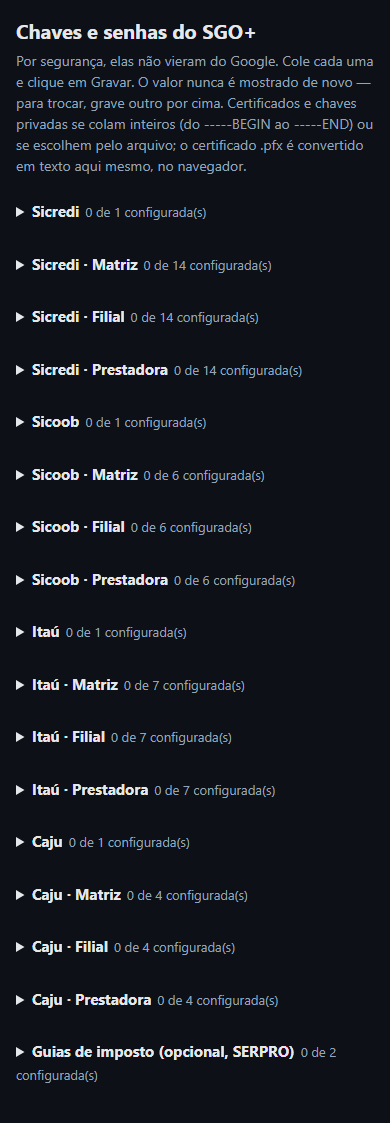 Chaves e senhas do SGO+
Por segurança, elas não vieram do Google. Cole cada uma
e clique em Gravar. O valor nunca é mostrado de novo —
para trocar, grave outro por cima. Certificados e chaves
privadas se colam inteiros (do -----BEGIN ao -----END) ou
se escolhem pelo arquivo; o certificado .pfx é convertido
em texto aqui mesmo, no navegador.
▶ Sicredi 0 de 1 configurada(s)
▶ Sicredi · Matriz 0 de 14 configurada(s)
▶ Sicredi · Filial 0 de 14 configurada(s)
▶ Sicredi · Prestadora 0 de 14 configurada(s)
▶ Sicoob 0 de 1 configurada(s)
▶ Sicoob · Matriz 0 de 6 configurada(s)
▶ Sicoob · Filial 0 de 6 configurada(s)
▶ Sicoob · Prestadora 0 de 6 configurada(s)
▶ Itaú 0 de 1 configurada(s)
▶ Itaú · Matriz 0 de 7 configurada(s)
▶ Itaú · Filial 0 de 7 configurada(s)
▶ Itaú · Prestadora 0 de 7 configurada(s)
▶ Caju 0 de 1 configurada(s)
▶ Caju · Matriz 0 de 4 configurada(s)
▶ Caju · Filial 0 de 4 configurada(s)
▶ Caju · Prestadora 0 de 4 configurada(s)
▶ Guias de imposto (opcional, SERPRO) 0 de 2
configurada(s)